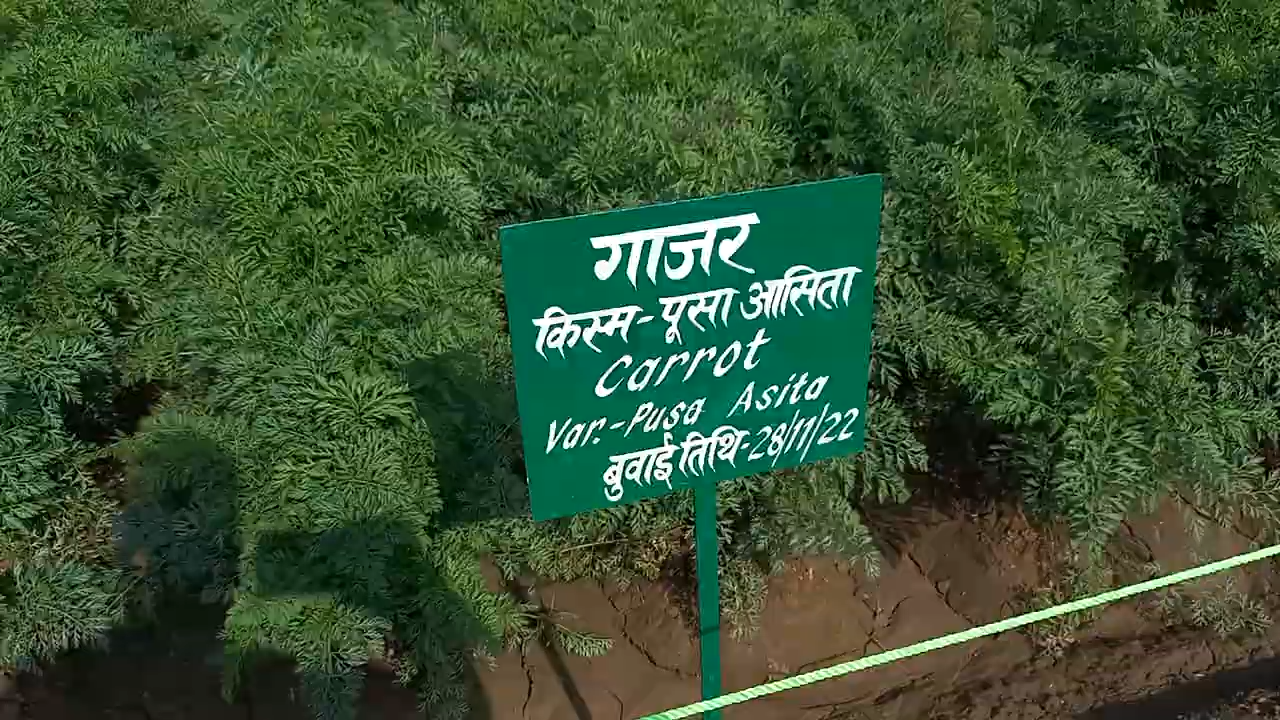 गाजर
किस्म-पूसा आसिता
Carrot
Var.-Pusa Asita
बुवाई तिथि-28/11/22